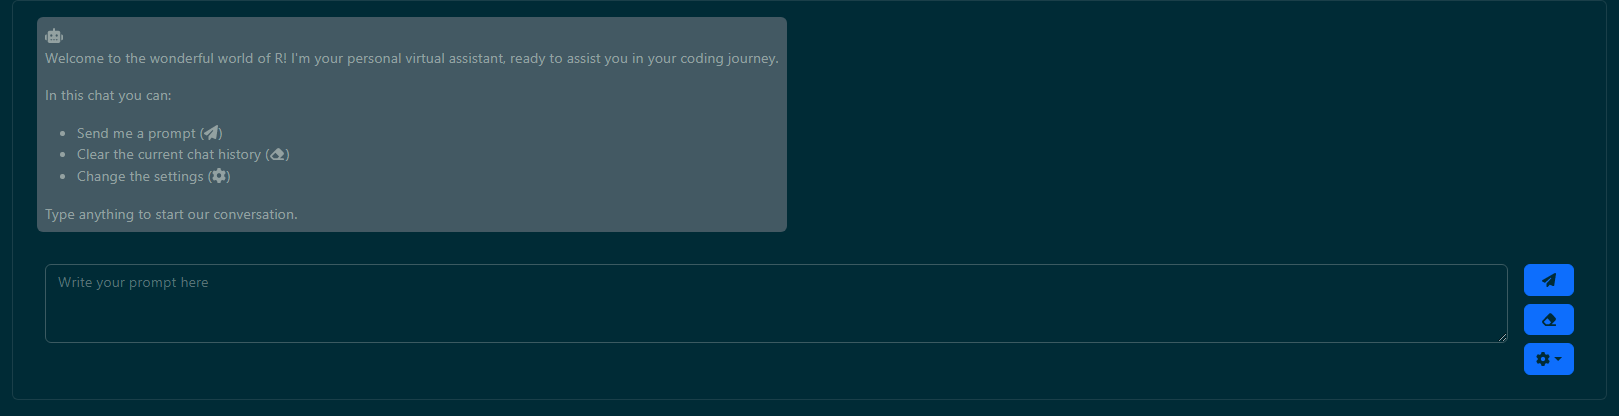 Welcome to the wonderful world of R! I'm your personal virtual assistant, ready to assist you in your coding journey.
In this chat you can:
• Send me a prompt ()
• Clear the current chat history ()
• Change the settings ()
Type anything to start our conversation.
Write your prompt here